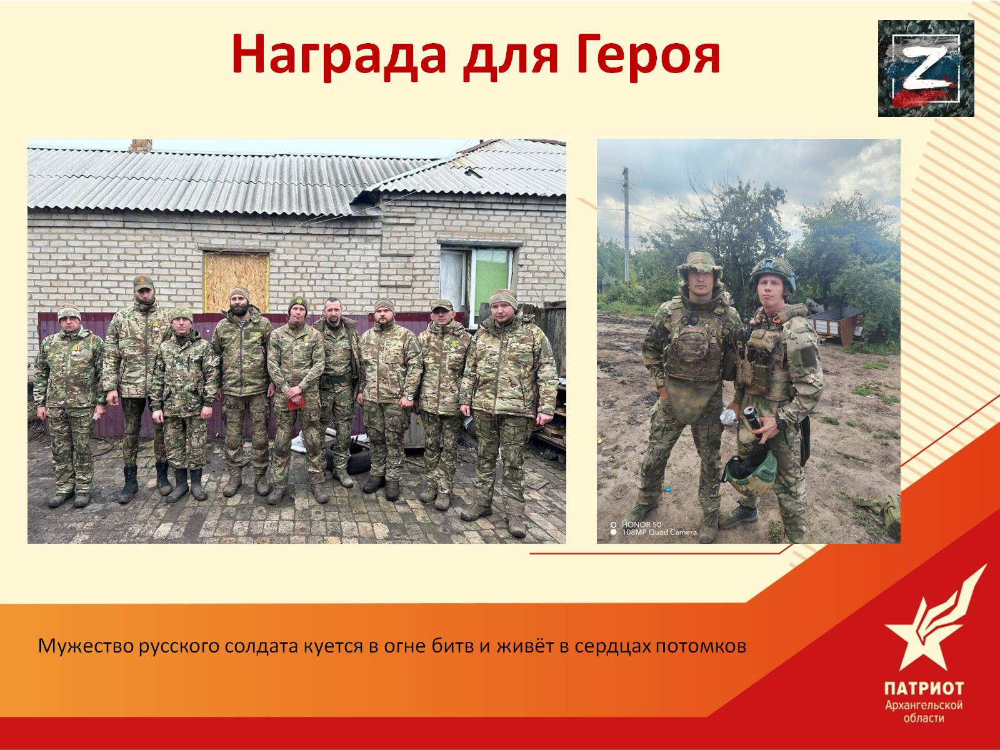 Награда для Героя
Z
HONOR 50
108MP Quad Camera
Мужество русского солдата куется в огне битв и живёт в сердцах потомков
ПАТРИОТ
Архангельской
области